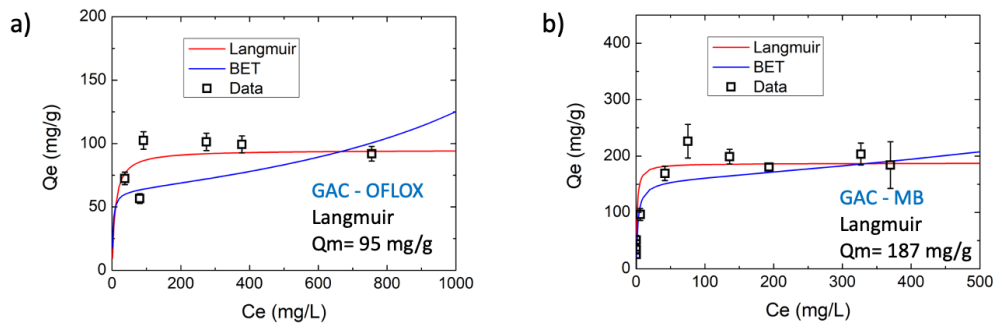 a)
200
150
100
50
0
Qe (mg/g)
Langmuir
BET
Data
GAC - OFLOX
Langmuir
Qm= 95 mg/g
0 200 400 600 800 1000
Ce (mg/L)
b)
400
300
200
100
0
Qe (mg/g)
Langmuir
BET
Data
GAC - MB
Langmuir
Qm= 187 mg/g
0 100 200 300 400 500
Ce (mg/L)